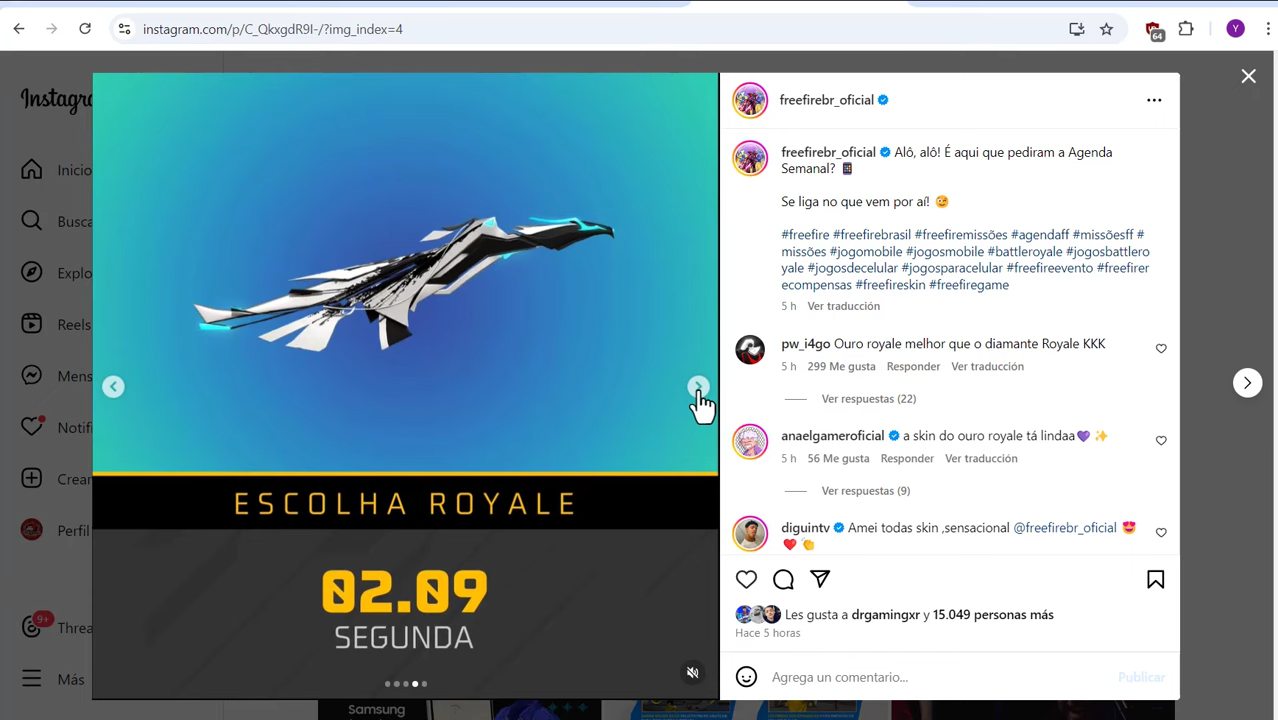 instagram.com/p/C_QkxgdR9I-/?img_index=4
64
Y
Inicio
Busca
Explo
Reels
Mens
Notifi
Crear
Perfil
9+
Threa
Más
ESCOLHA ROYALE
02.09
SEGUNDA
freefirebr_oficial
freefirebr_oficial Alô, alô! É aqui que pediram a Agenda
Semanal?
Se liga no que vem por aí! 😉
#freefire #freefirebrasil #freefiremissões #agendaff #missõesff #
missões #jogomobile #jogosmobile #battleroyale #jogosbattlero
yale #jogosdecelular #jogosparacelular #freefireevento #freefirer
ecompensas #freefireskin #freefiregame
5 h Ver traducción
pw_i4go Ouro royale melhor que o diamante Royale KKK
5 h 299 Me gusta Responder Ver traducción
Ver respuestas (22)
anaelgameroficial a skin do ouro royale tá lindaa💜✨
5 h 56 Me gusta Responder Ver traducción
Ver respuestas (9)
diguintv Amei todas skin ,sensacional @freefirebr_oficial 😍
❤️👏
Les gusta a drgamingxr y 15.049 personas más
Hace 5 horas
Agrega un comentario...
Publicar
SAMSUNG